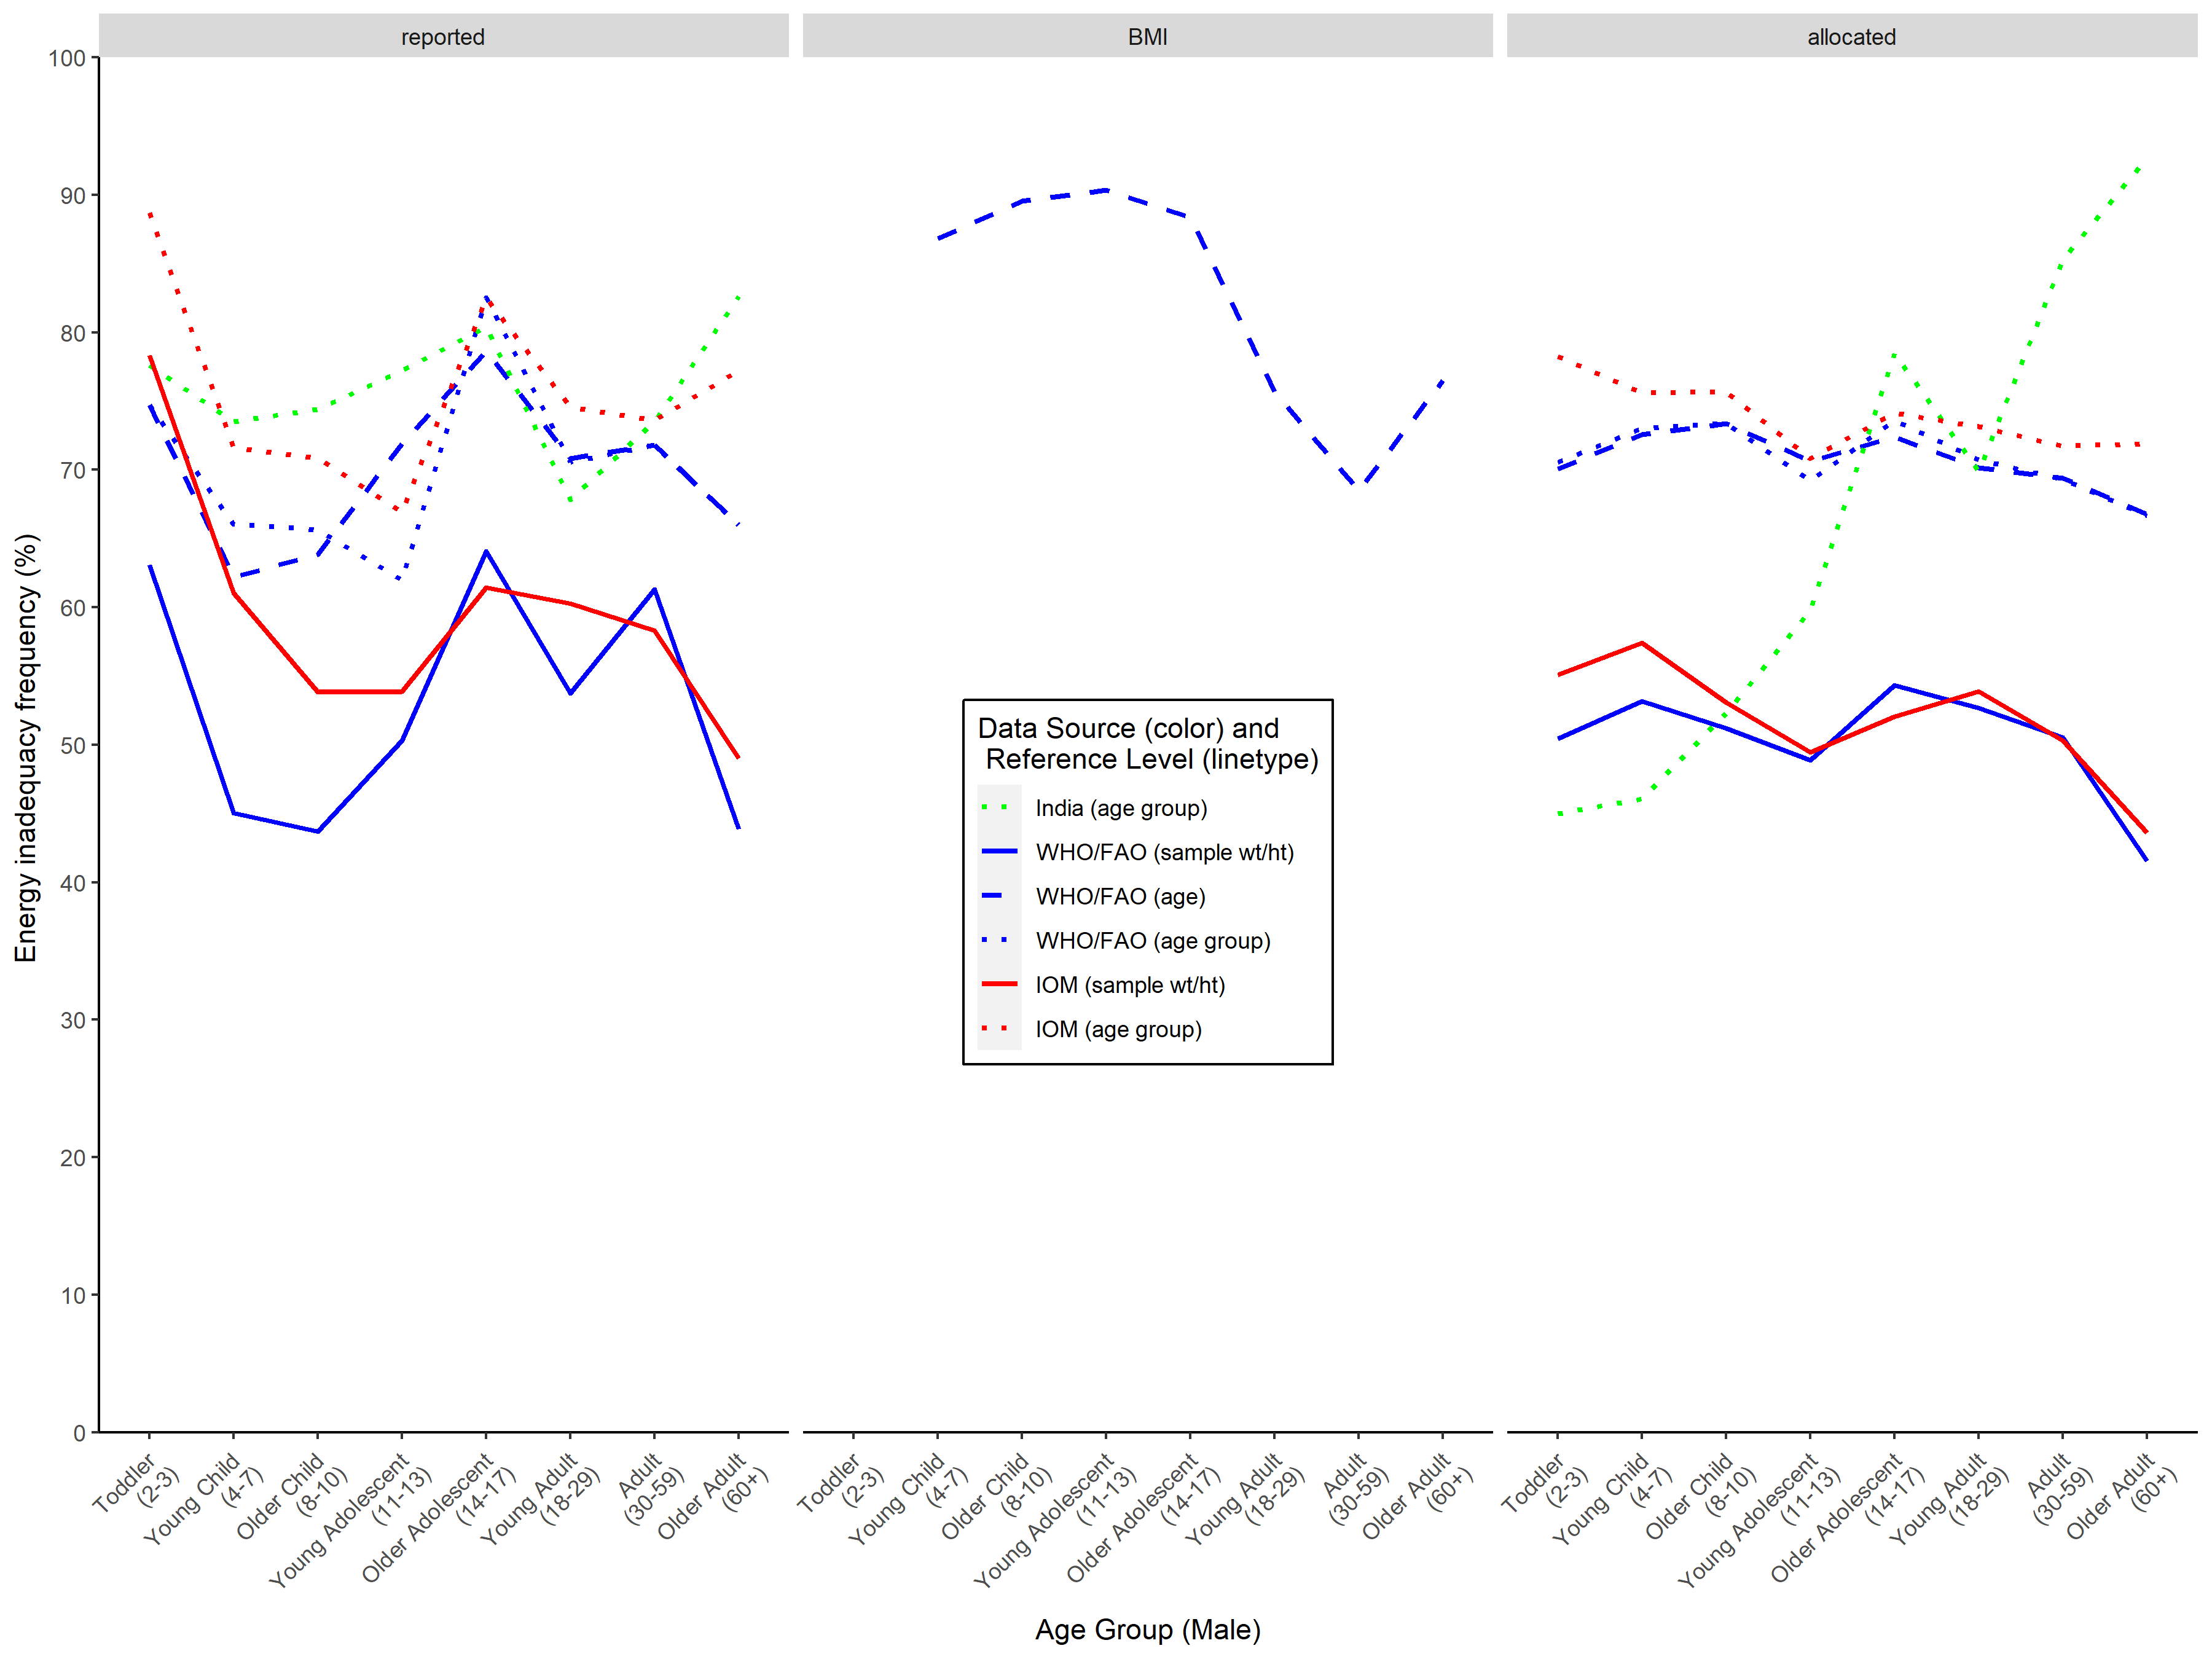 reported
BMI
allocated
100
90
80
70
60
50
40
30
20
10
0
Energy inadequacy frequency (%)
Data Source (color) and
Reference Level (linetype)
India (age group)
WHO/FAO (sample wt/ht)
WHO/FAO (age)
WHO/FAO (age group)
IOM (sample wt/ht)
IOM (age group)
Toddler
(2-3)
Young Child
(4-7)
Older Child
(8-10)
Young Adolescent
(11-13)
Older Adolescent
(14-17)
Young Adult
(18-29)
Adult
(30-59)
Older Adult
(60+)
Toddler
(2-3)
Young Child
(4-7)
Older Child
(8-10)
Young Adolescent
(11-13)
Older Adolescent
(14-17)
Young Adult
(18-29)
Adult
(30-59)
Older Adult
(60+)
Toddler
(2-3)
Young Child
(4-7)
Older Child
(8-10)
Young Adolescent
(11-13)
Older Adolescent
(14-17)
Young Adult
(18-29)
Adult
(30-59)
Older Adult
(60+)
Age Group (Male)